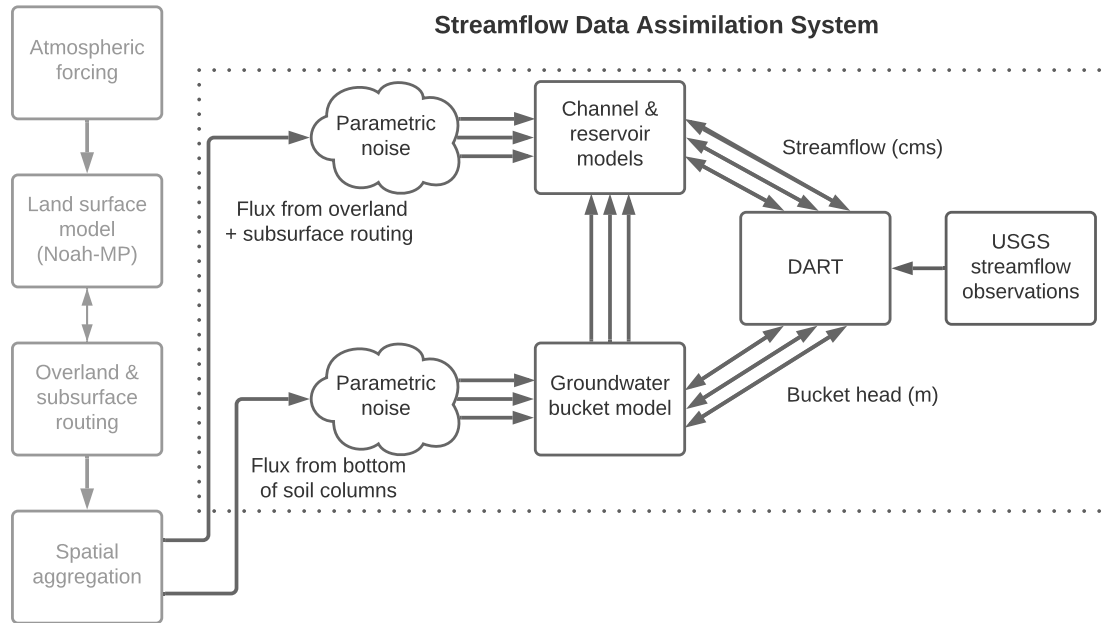 Streamflow Data Assimilation System
Atmospheric
forcing
Land surface
model
(Noah-MP)
Overland &
subsurface
routing
Spatial
aggregation
Parametric
noise
Flux from overland
+ subsurface routing
Channel &
reservoir
models
Streamflow (cms)
DART
USGS
streamflow
observations
Parametric
noise
Flux from bottom
of soil columns
Groundwater
bucket model
Bucket head (m)